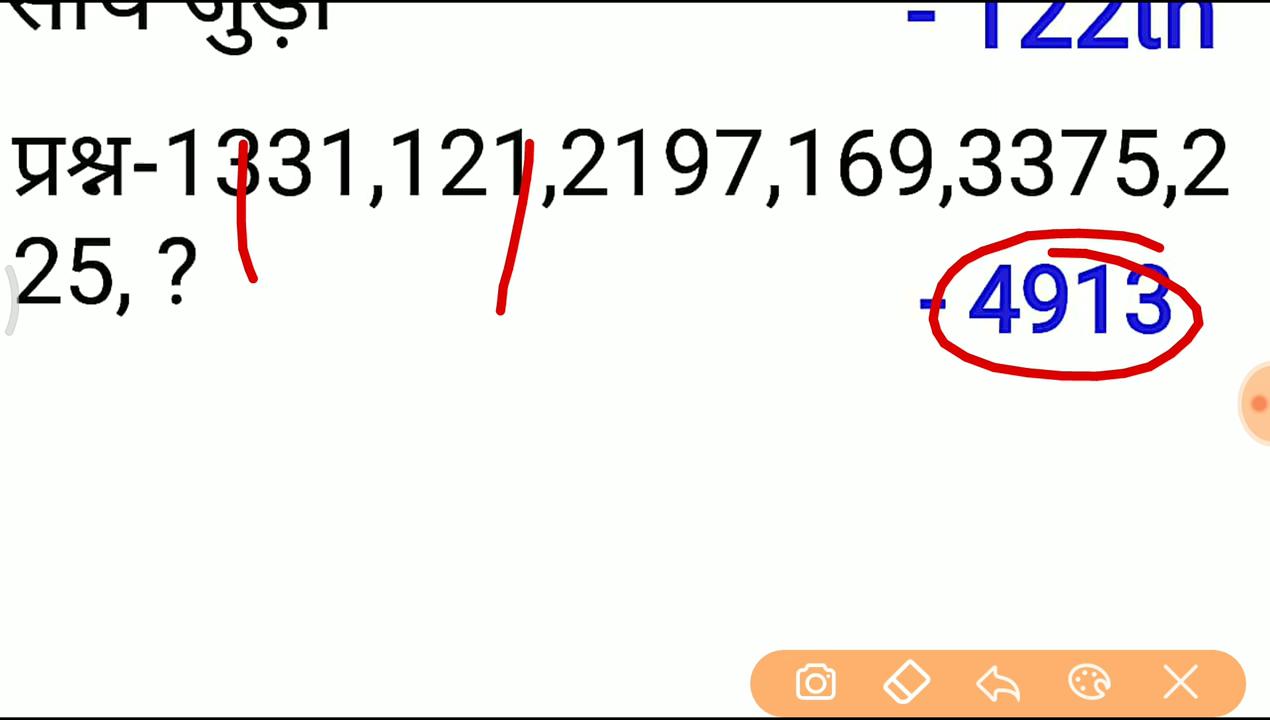 साथ जुड़ा
- 122th
प्रश्न-1331,121,2197,169,3375,2
25, ?
- 4913